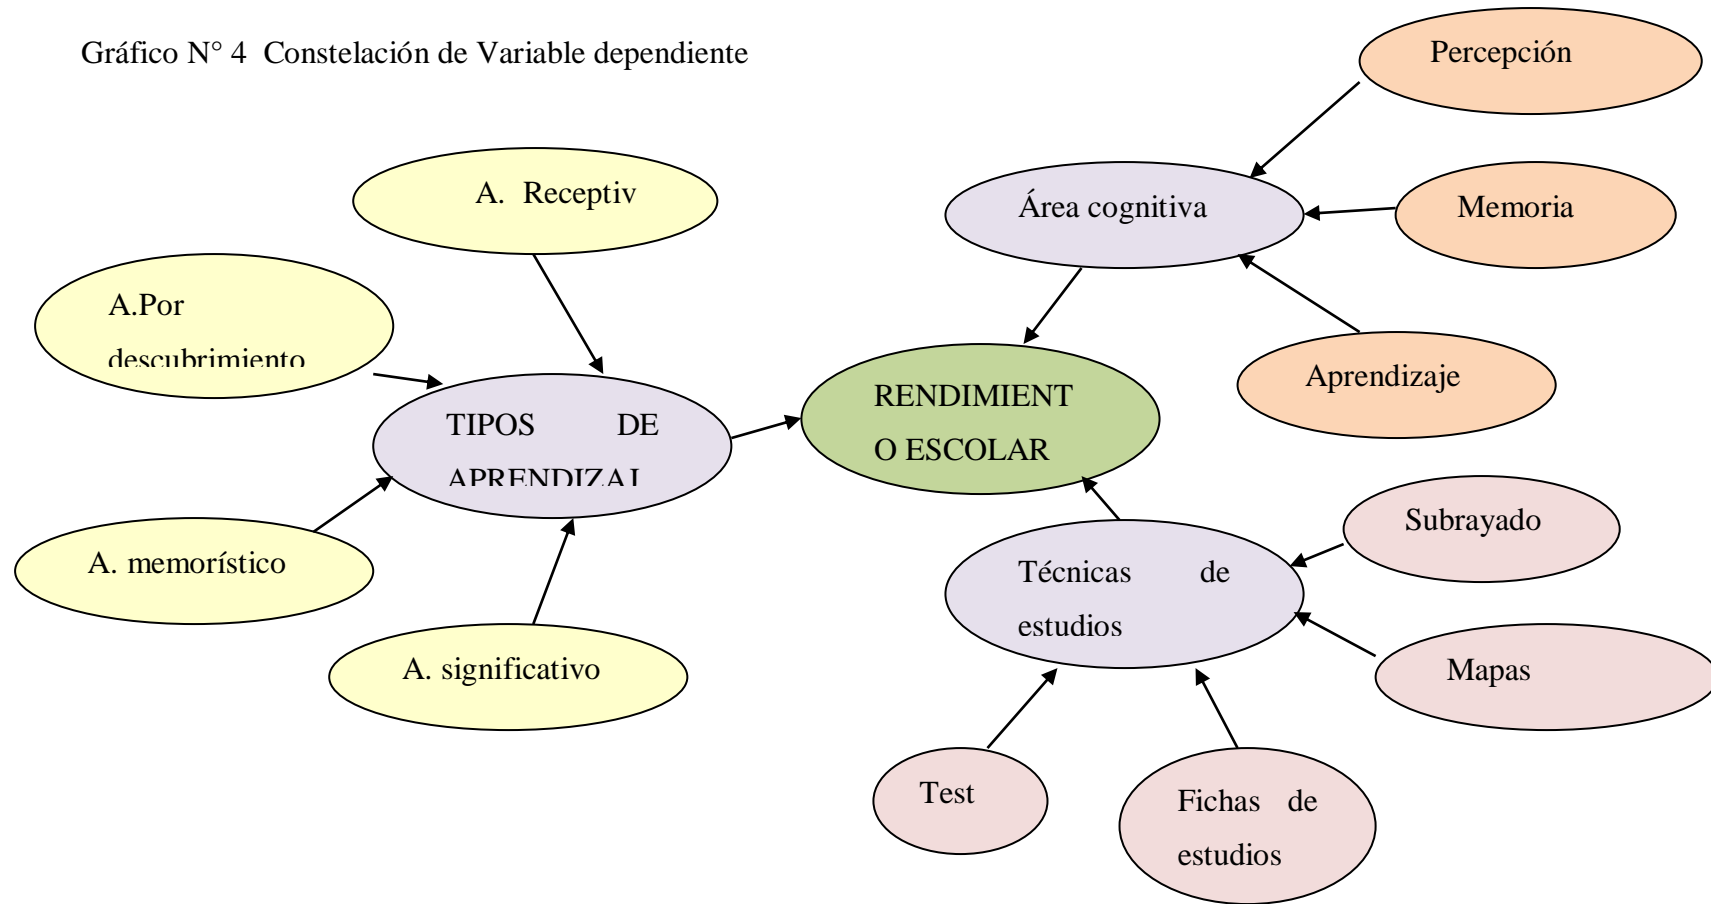 Gráfico N° 4 Constelación de Variable dependiente
Percepción
A. Receptiv
Área cognitiva
Memoria
A.Por
descubrimiento
Aprendizaje
TIPOS DE
APRENDIZAJ
RENDIMIENT
O ESCOLAR
A. memorístico
Subrayado
Técnicas de
estudios
A. significativo
Mapas
Test
Fichas de
estudios